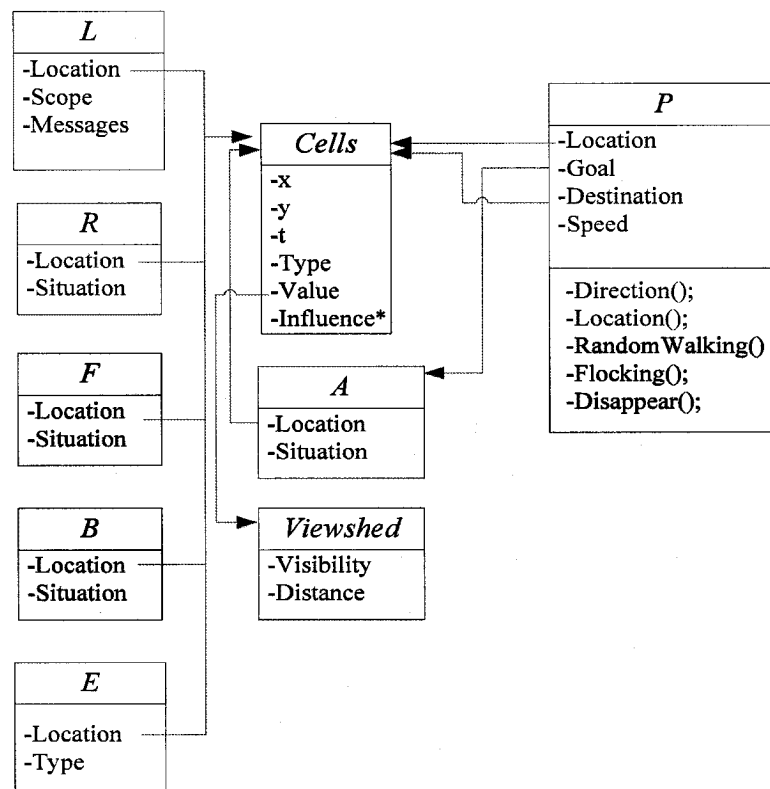 L
-Location
-Scope
-Messages
R
-Location
-Situation
F
-Location
-Situation
B
-Location
-Situation
E
-Location
-Type
Cells
-x
-y
-t
-Type
-Value
-Influence*
A
-Location
-Situation
Viewshed
-Visibility
-Distance
P
-Location
-Goal
-Destination
-Speed
-Direction();
-Location();
-RandomWalking()
-Flocking();
-Disappear();